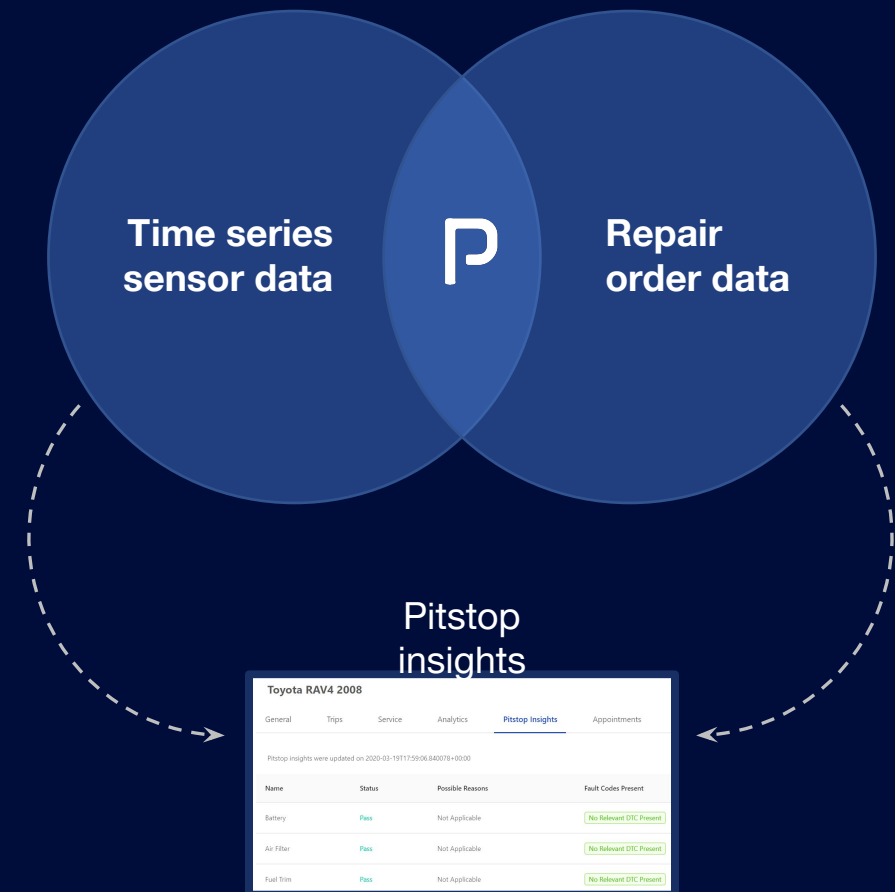 Time series
sensor data
P
Repair
order data
Pitstop
insights
Toyota RAV4 2008
General Trips Service Analytics Pitstop Insights Appointments
Pitstop insights were updated on 2020-03-19T17:59:06.840078+00:00
Name Status Possible Reasons Fault Codes Present
Battery Pass Not Applicable No Relevant DTC Present
Air Filter Pass Not Applicable No Relevant DTC Present
Fuel Trim Pass Not Applicable No Relevant DTC Present